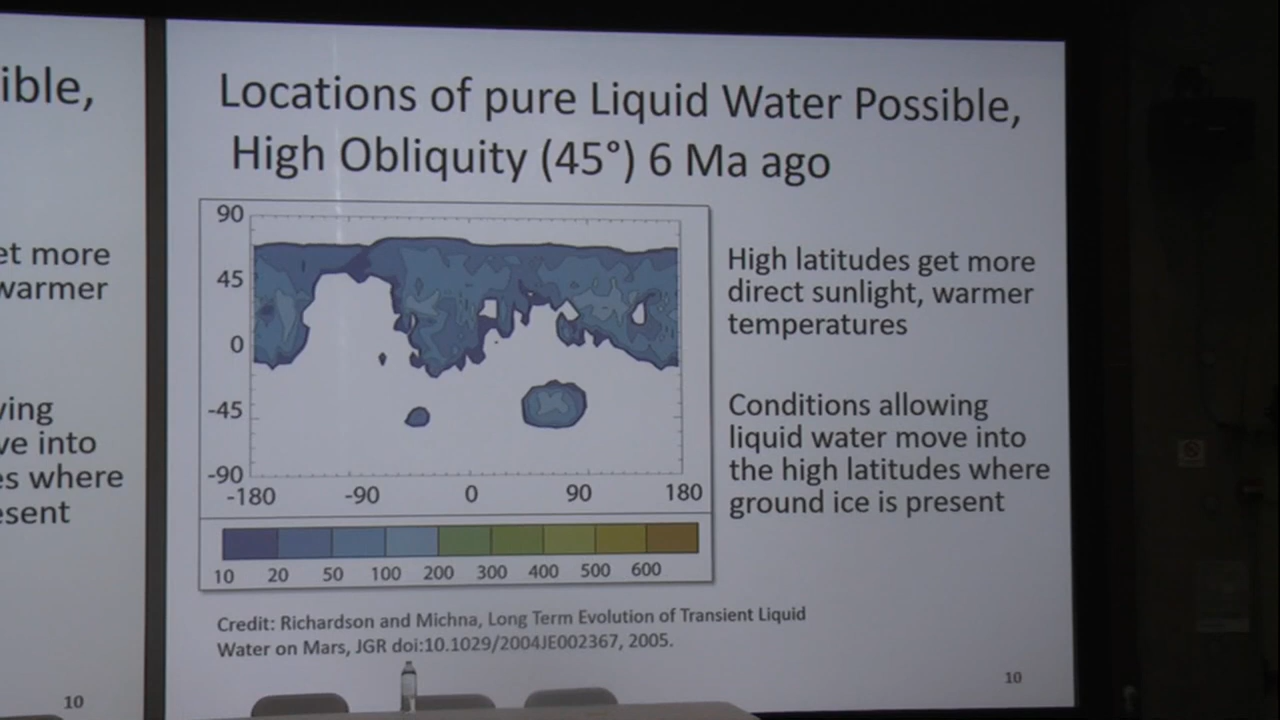 ible,
et more
warmer
ving
ve into
es where
esent
10
Locations of pure Liquid Water Possible,
High Obliquity (45°) 6 Ma ago
90
45
0
-45
-90
-180 -90 0 90 180
10 20 50 100 200 300 400 500 600
High latitudes get more
direct sunlight, warmer
temperatures
Conditions allowing
liquid water move into
the high latitudes where
ground ice is present
Credit: Richardson and Michna, Long Term Evolution of Transient Liquid
Water on Mars, JGR doi:10.1029/2004JE002367, 2005.
10